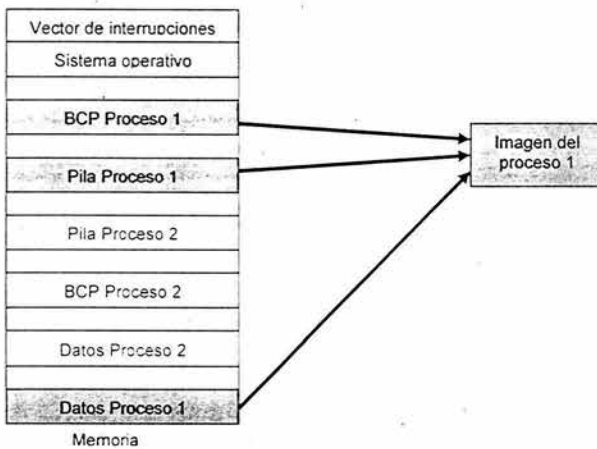 Vector de interrupciones
Sistema operativo
BCP Proceso 1
Pila Proceso 1
Pila Proceso 2
BCP Proceso 2
Datos Proceso 2
Datos Proceso 1
Memoria
Imagen del
proceso 1